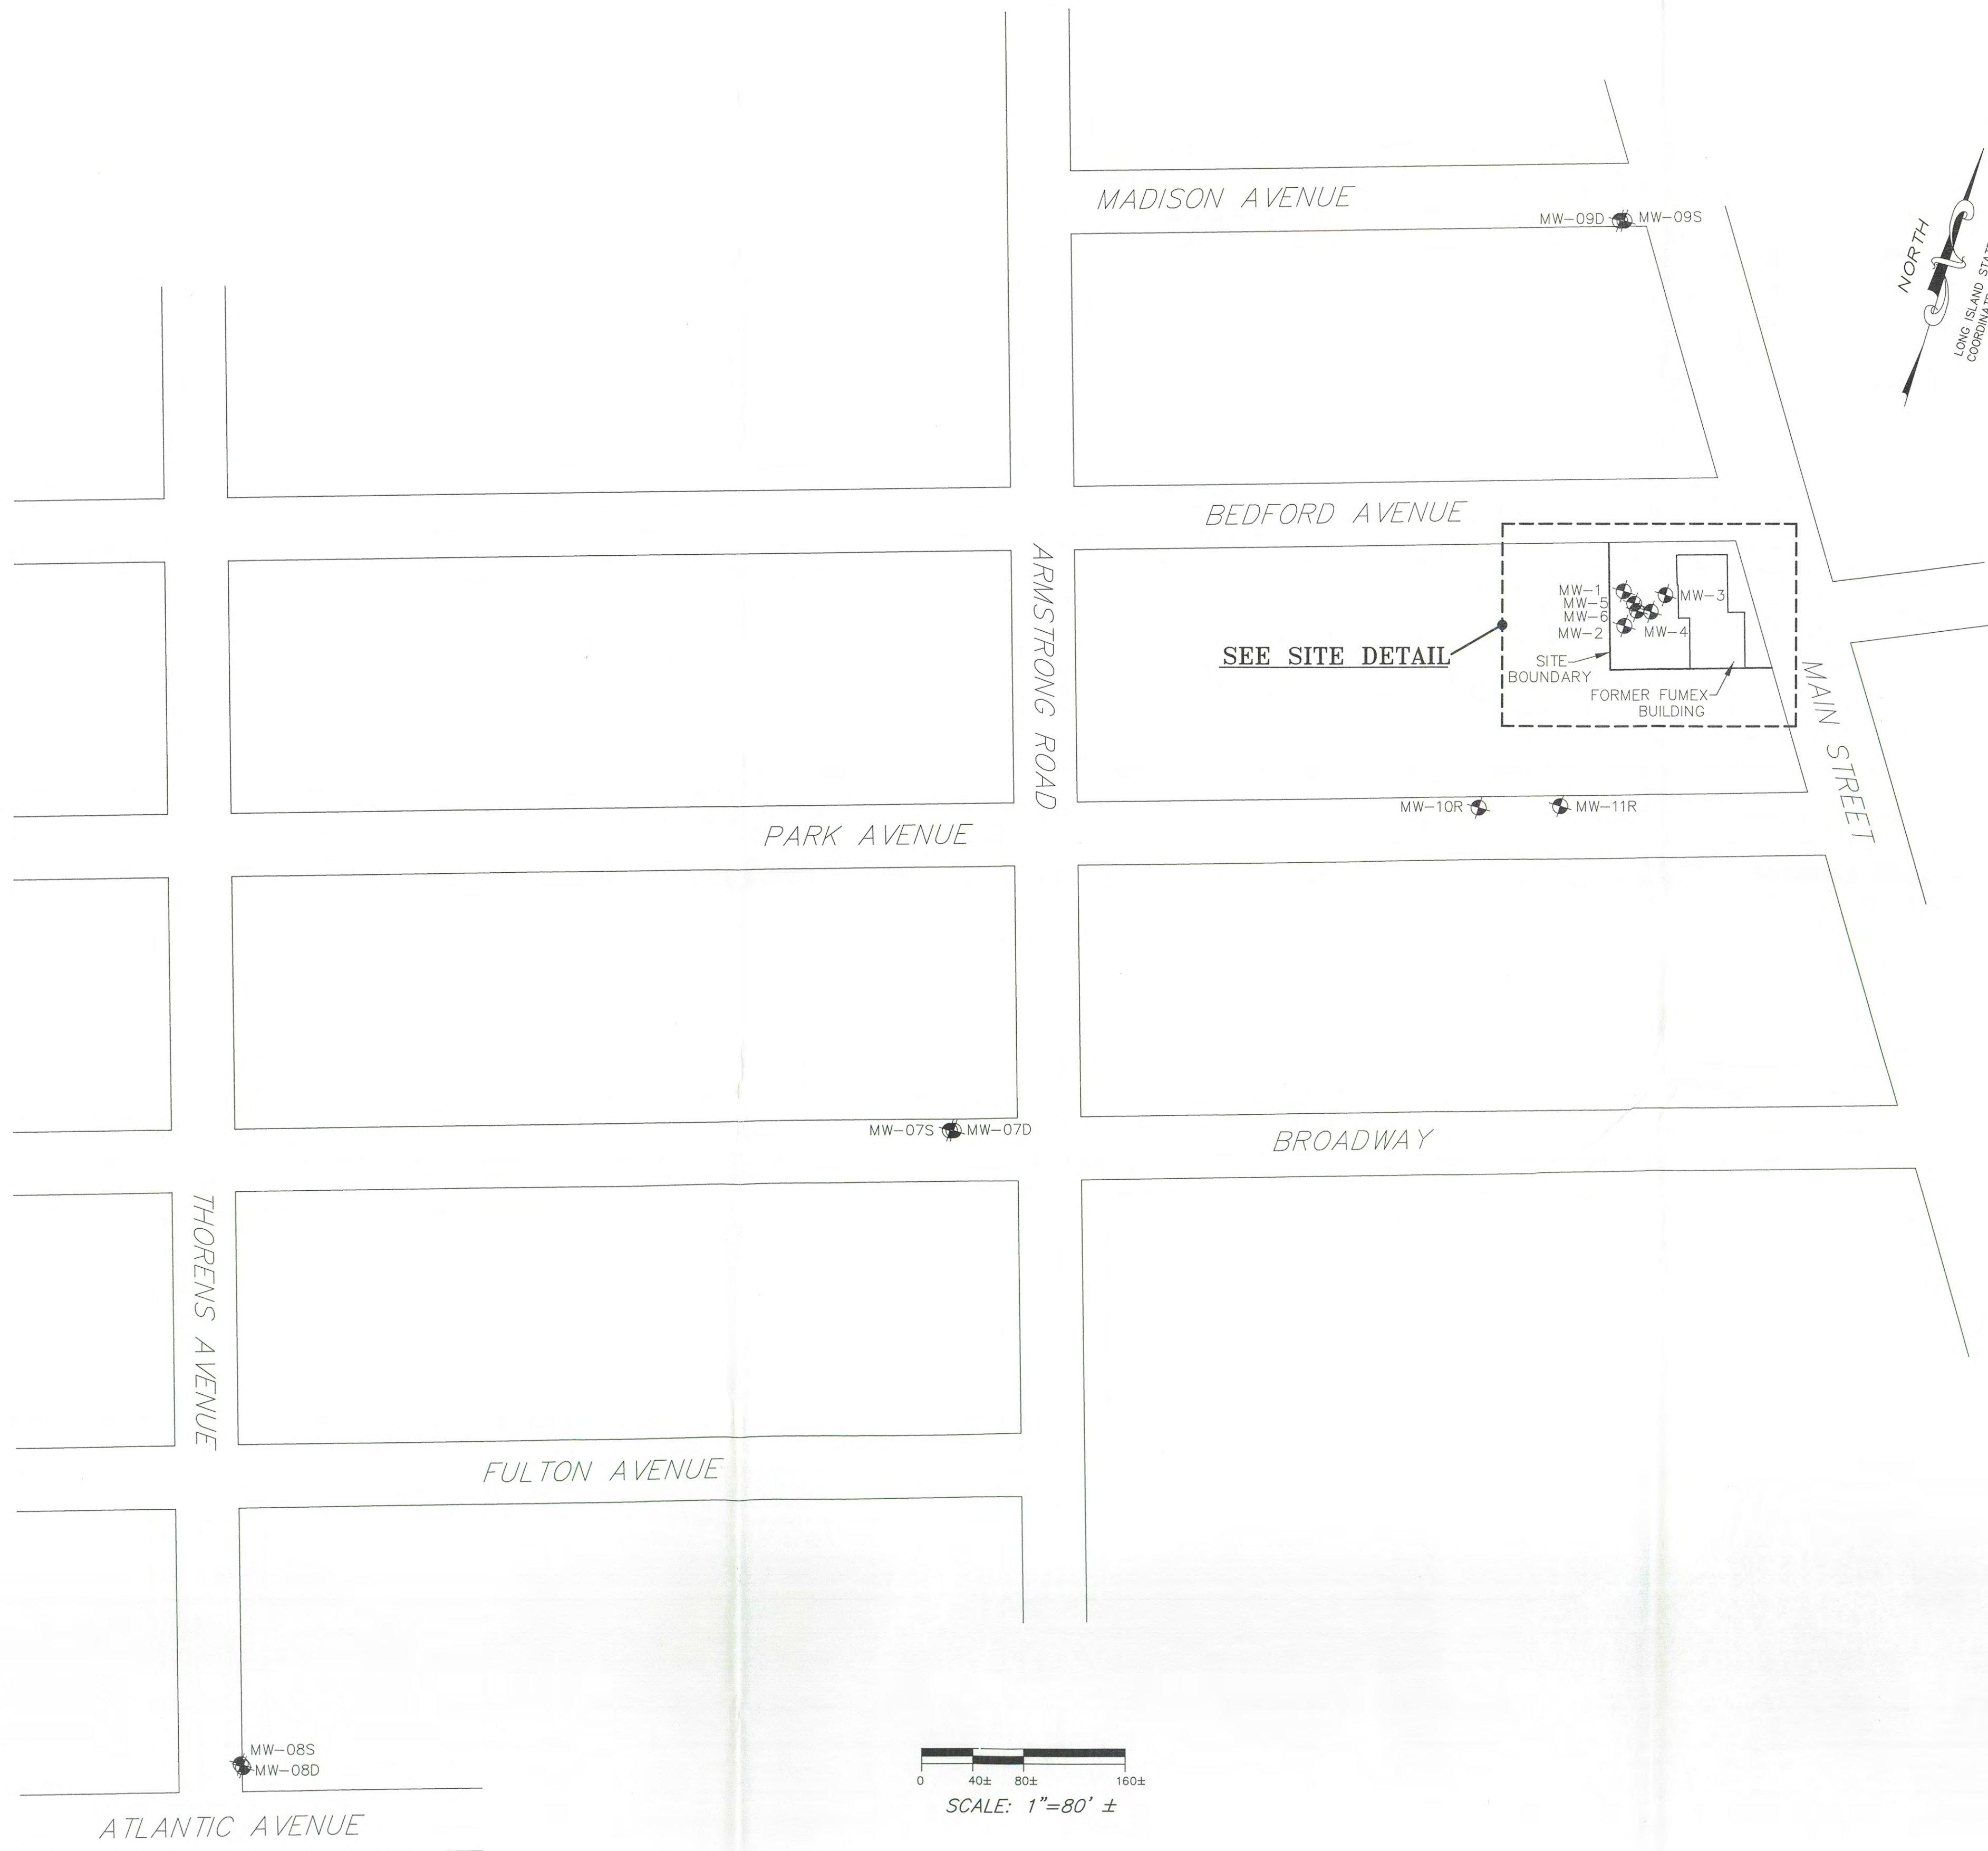 MADISON AVENUE
MW-09D
MW-09S
NORTH
LONG ISLAND
BEDFORD AVENUE
ARMSTRONG ROAD
MW-1
MW-5
MW-6
MW-2
MW-3
MW-4
SEE SITE DETAIL
SITE
BOUNDARY
FORMER FUMEX
BUILDING
MAIN STREET
MW-10R
MW-11R
PARK AVENUE
MW-07S
MW-07D
BROADWAY
THORENS AVENUE
FULTON AVENUE
MW-08S
MW-08D
0 40± 80± 160±
SCALE: 1"=80' ±
ATLANTIC AVENUE